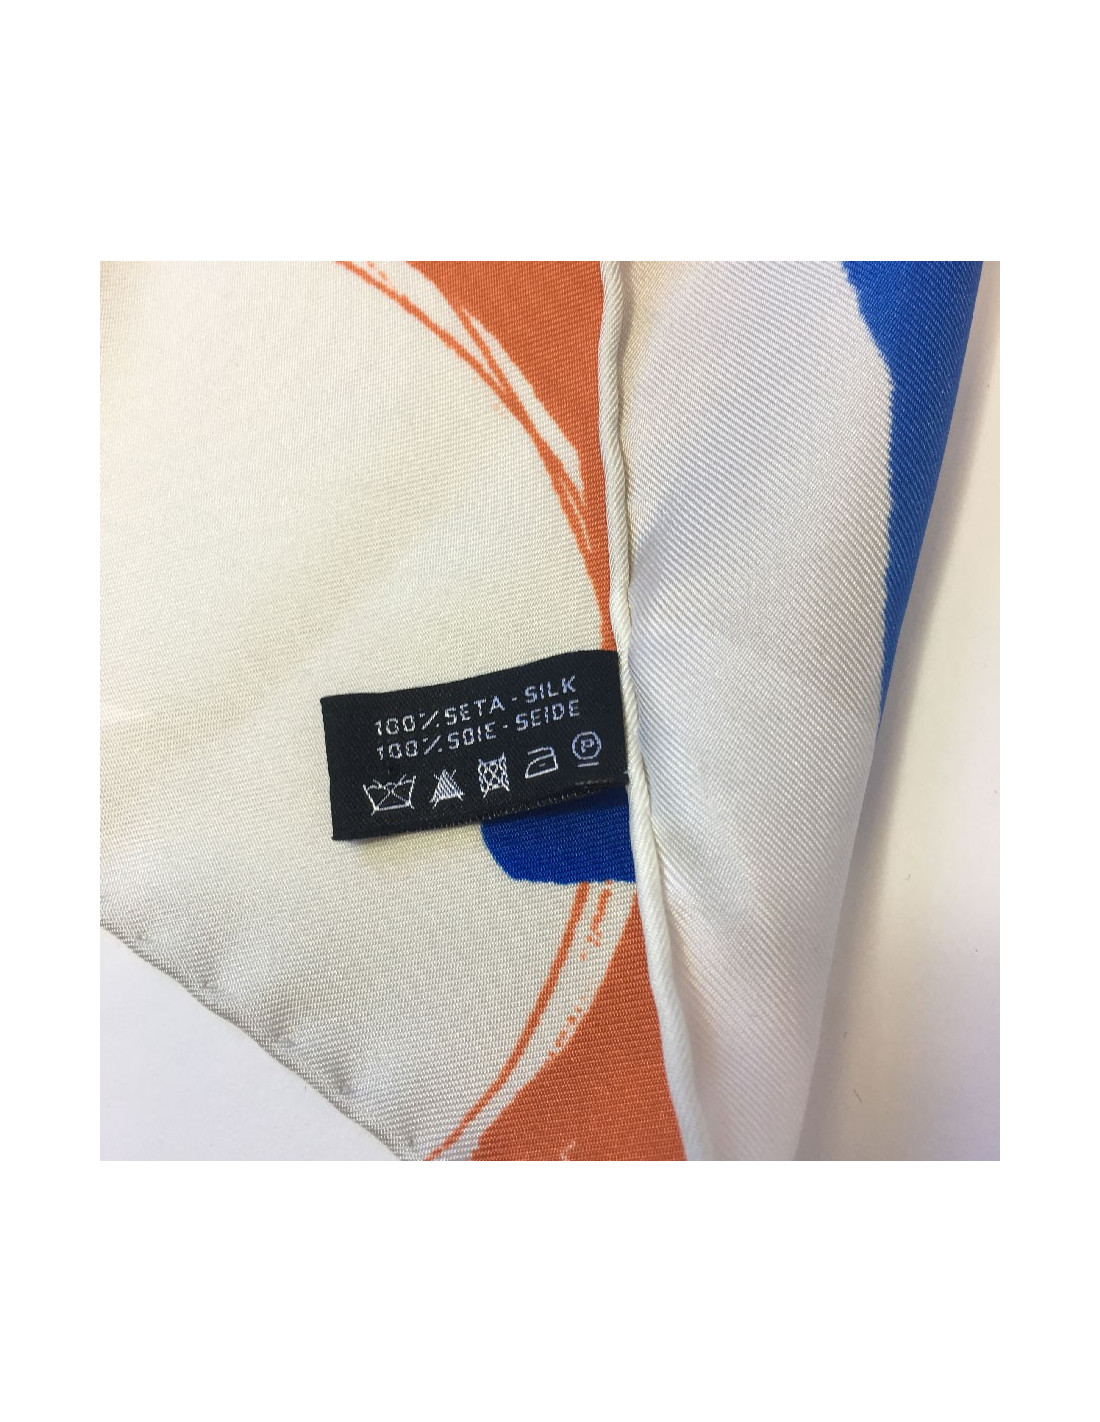 100% SETA - SILK
100% SOIE - SEIDE
P